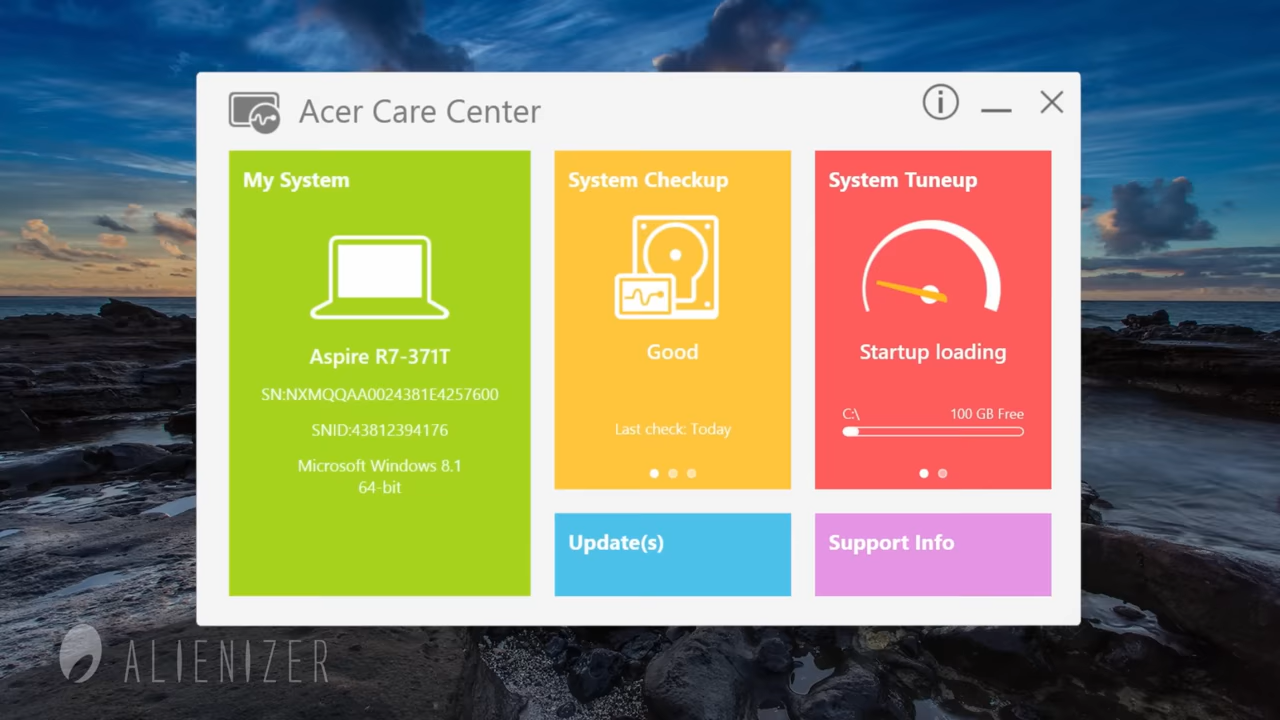 Acer Care Center
My System
Aspire R7-371T
SN:NXMQQAA0024381E4257600
SNID:43812394176
Microsoft Windows 8.1
64-bit
System Checkup
Good
Last check: Today
System Tuneup
Startup loading
C:\ 100 GB Free
Update(s)
Support Info
ALIENIZER